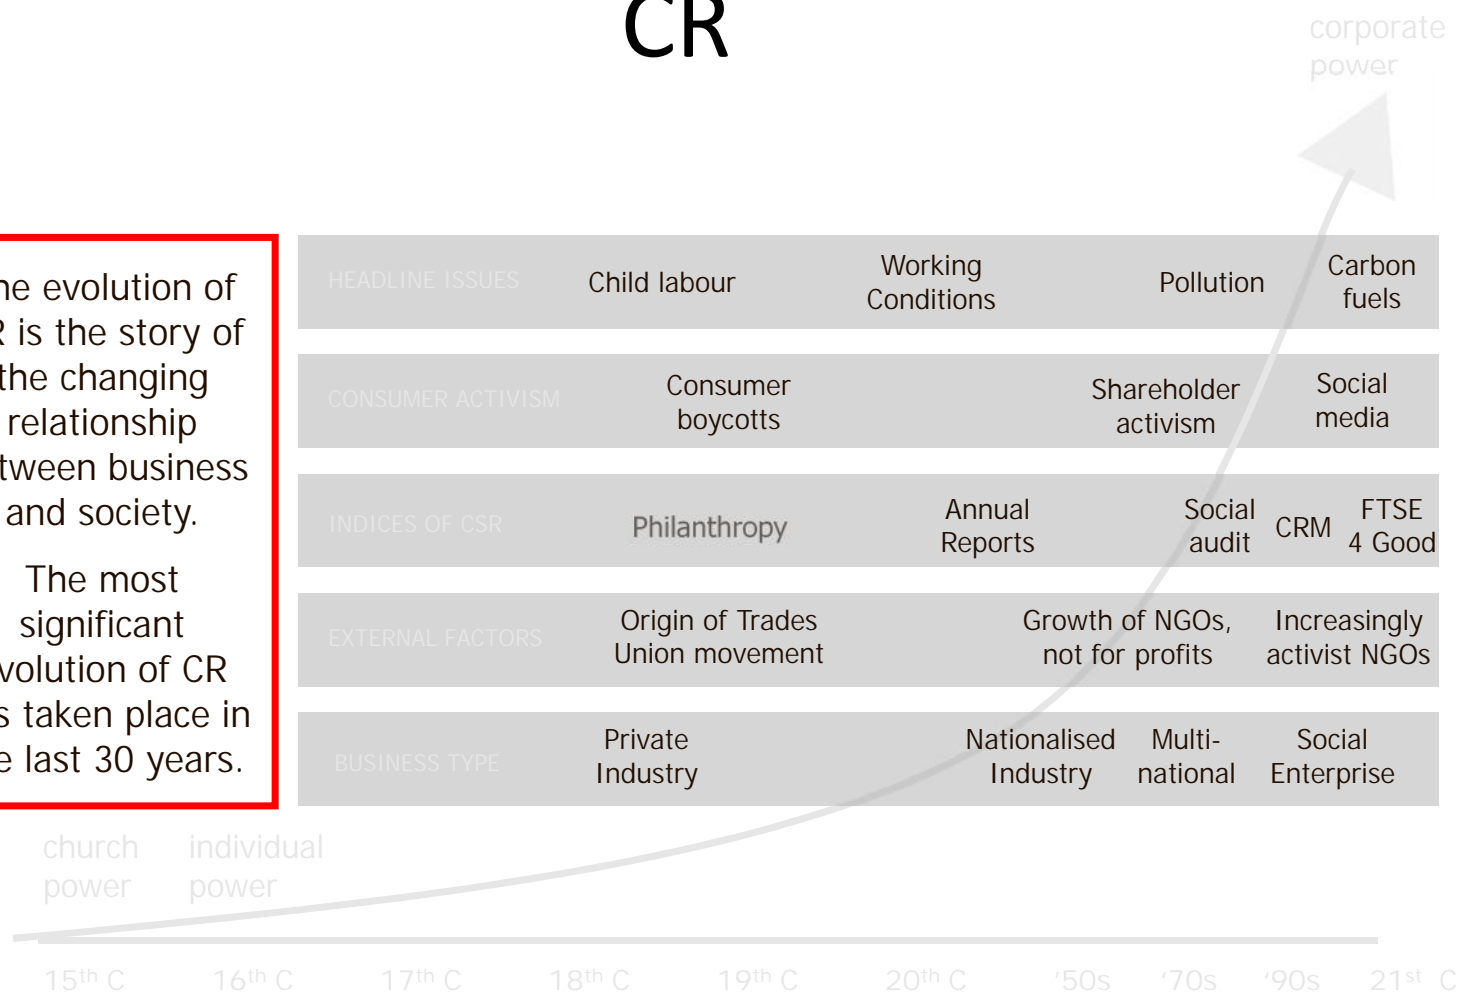 CR
corporate
power
he evolution of
R is the story of
the changing
relationship
tween business
and society.
The most
significant
volution of CR
s taken place in
e last 30 years.
HEADLINE ISSUES
Child labour
Working
Conditions
Pollution
Carbon
fuels
CONSUMER ACTIVISM
Consumer
boycotts
Shareholder
activism
Social
media
INDICES OF CSR
Philanthropy
Annual
Reports
Social
audit
CRM
FTSE
4 Good
EXTERNAL FACTORS
Origin of Trades
Union movement
Growth of NGOs,
not for profits
Increasingly
activist NGOs
BUSINESS TYPE
Private
Industry
Nationalised
Industry
Multi-
national
Social
Enterprise
church
power
individual
power
15th C 16th C 17th C 18th C 19th C 20th C '50s '70s '90s 21st C